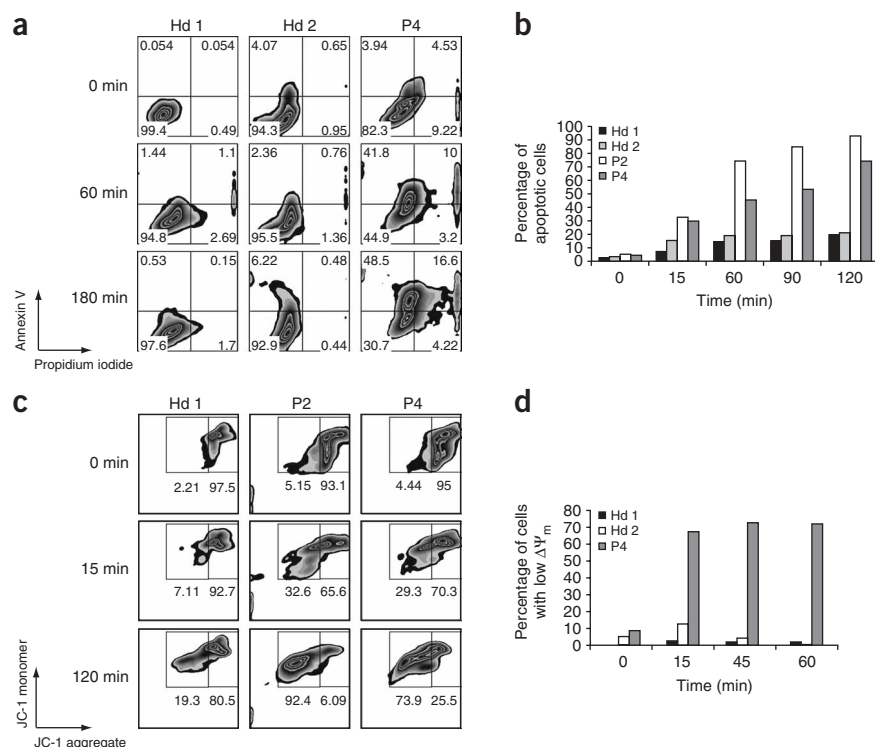 a
Hd 1 Hd 2 P4
0 min
0.054 0.054 4.07 0.65 3.94 4.53
99.4 0.49 94.3 0.95 82.3 9.22
60 min
1.44 1.1 2.36 0.76 41.8 10
94.8 2.69 95.5 1.36 44.9 3.2
180 min
0.53 0.15 6.22 0.48 48.5 16.6
97.6 1.7 92.9 0.44 30.7 4.22
Annexin V
Propidium iodide
b
Percentage of
apoptotic cells
100
90
80
70
60
50
40
30
20
10
0
Hd 1
Hd 2
P2
P4
0 15 60 90 120
Time (min)
c
Hd 1 P2 P4
0 min
2.21 97.5 5.15 93.1 4.44 95
15 min
7.11 92.7 32.6 65.6 29.3 70.3
120 min
19.3 80.5 92.4 6.09 73.9 25.5
JC-1 monomer
JC-1 aggregate
d
Percentage of cells
with low ΔΨm
80
70
60
50
40
30
20
10
0
Hd 1
Hd 2
P4
0 15 45 60
Time (min)